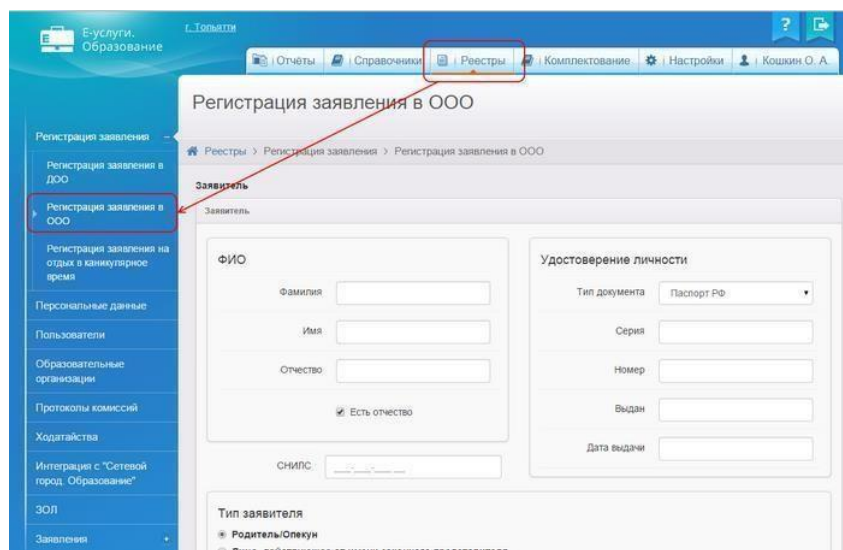 Е-услуги.
Образование
г. Тольятти
?
Отчёты
Справочники
Реестры
Комплектование
Настройки
Кошкин О. А.
Регистрация заявления в ООО
Реестры > Регистрация заявления > Регистрация заявления в ООО
Регистрация заявления
Регистрация заявления в
ДОО
Регистрация заявления в
ООО
Регистрация заявления на
отдых в каникулярное
время
Персональные данные
Пользователи
Образовательные
организации
Протоколы комиссий
Ходатайства
Интеграция с "Сетевой
город. Образование"
ЗОЛ
Заявления
Заявитель
Заявитель
ФИО
Фамилия
Имя
Отчество
Есть отчество
СНИЛС
Удостоверение личности
Тип документа
Паспорт РФ
Серия
Номер
Выдан
Дата выдачи
Тип заявителя
Родитель/Опекун